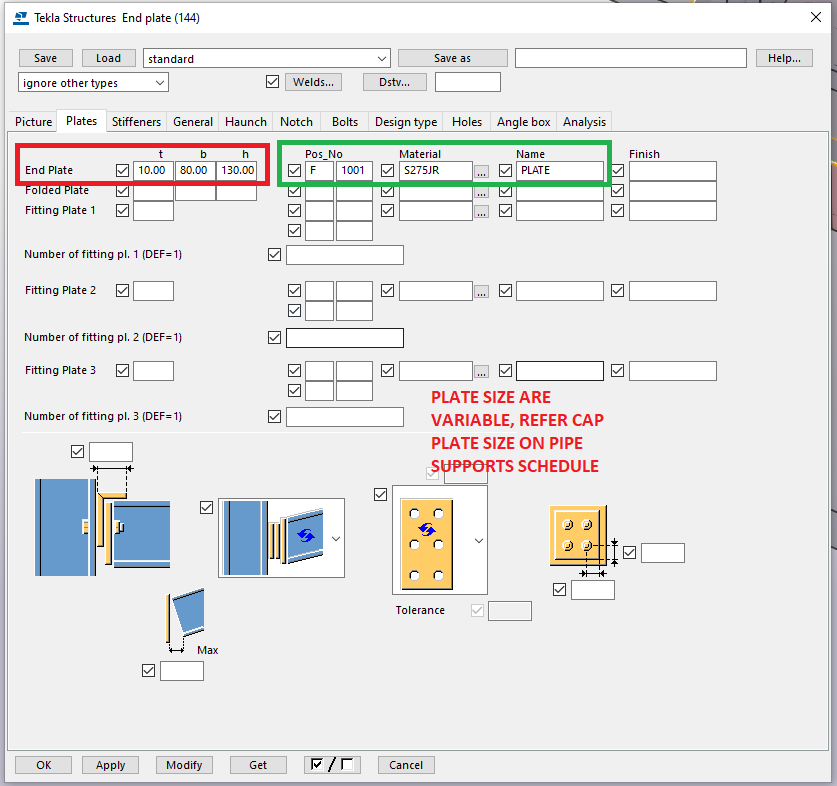 Tekla Structures End plate (144)
Save Load standard Save as Help...
ignore other types Welds... Dstv...
Picture Plates Stiffeners General Haunch Notch Bolts Design type Holes Angle box Analysis
t b h Pos_No Material Name Finish
End Plate 10.00 80.00 130.00 F 1001 S275JR ... PLATE
Folded Plate ...
Fitting Plate 1 ...
Number of fitting pl. 1 (DEF=1)
Fitting Plate 2 ...
Number of fitting pl. 2 (DEF=1)
Fitting Plate 3 ...
Number of fitting pl. 3 (DEF=1)
PLATE SIZE ARE
VARIABLE, REFER CAP
PLATE SIZE ON PIPE
SUPPORTS SCHEDULE
Tolerance
Max
OK Apply Modify Get / Cancel